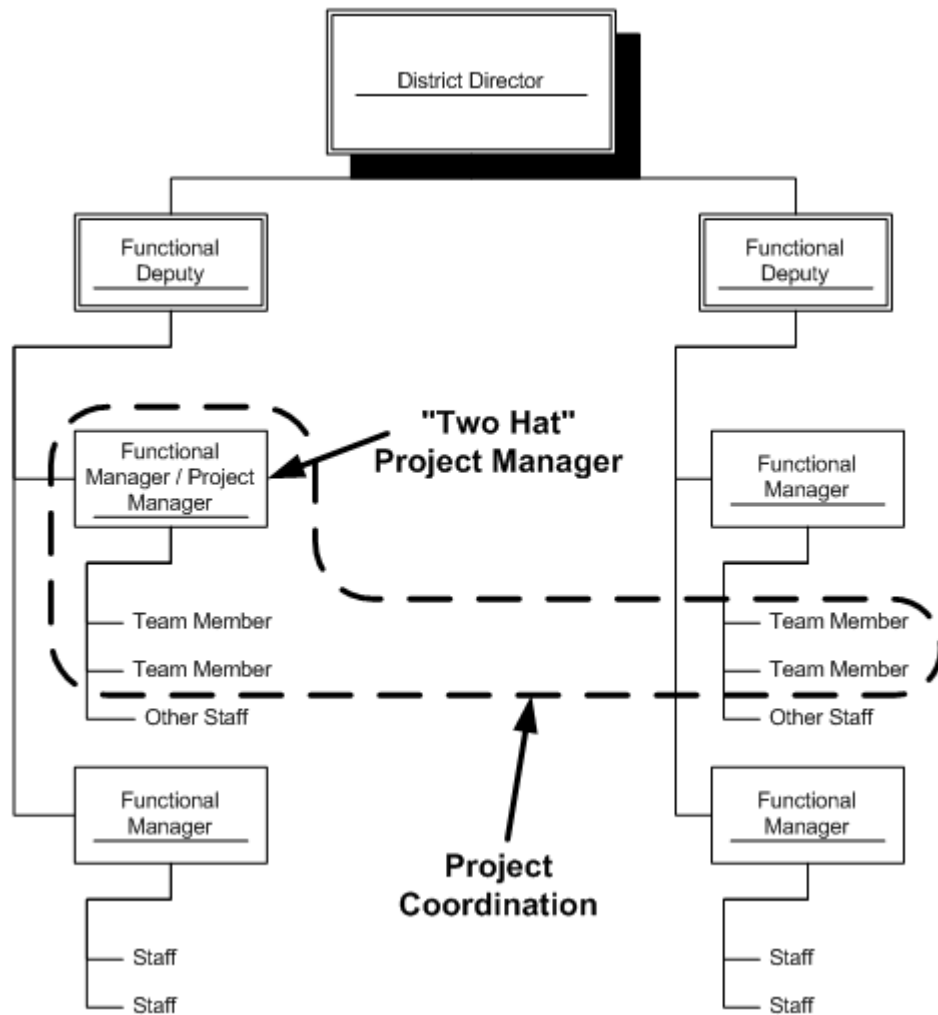 District Director
Functional
Deputy
Functional
Deputy
"Two Hat"
Project Manager
Functional
Manager / Project
Manager
Functional
Manager
Team Member
Team Member
Other Staff
Team Member
Team Member
Other Staff
Functional
Manager
Functional
Manager
Project
Coordination
Staff
Staff
Staff
Staff